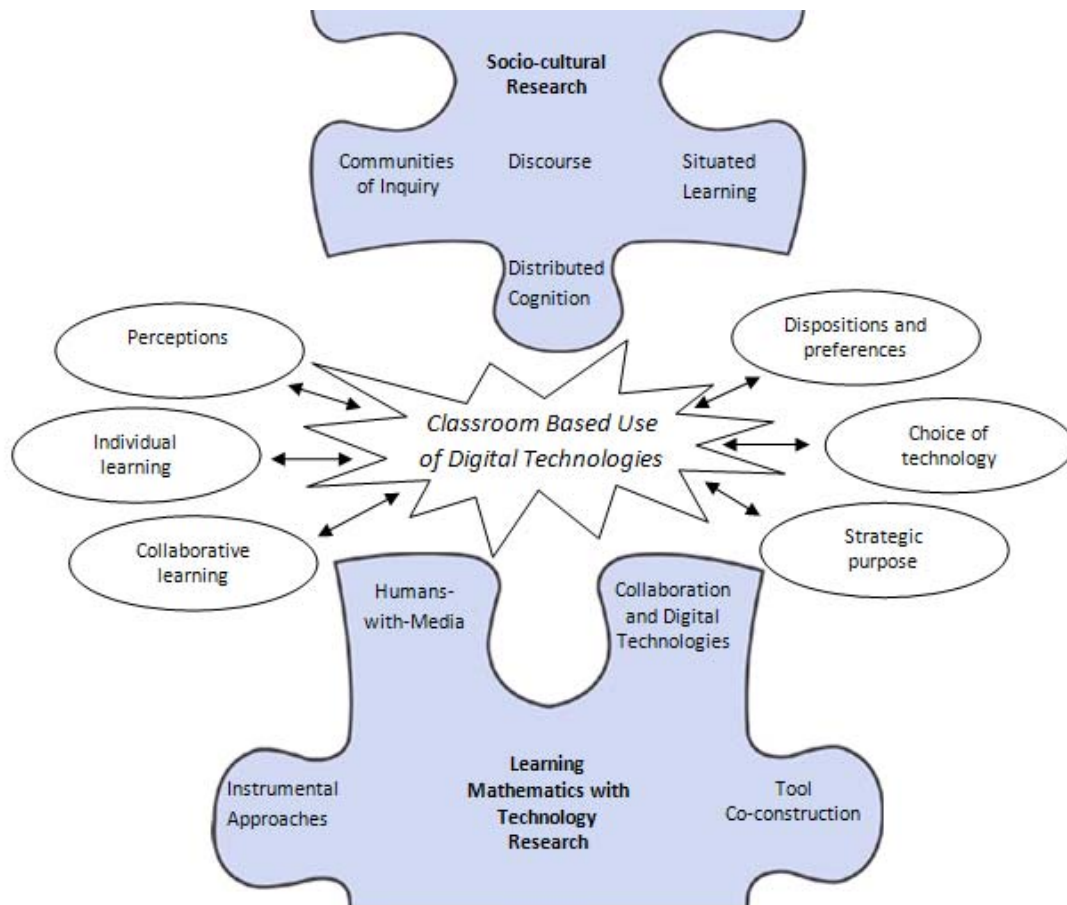 Socio-cultural
Research
Communities
of Inquiry
Discourse
Situated
Learning
Distributed
Cognition
Perceptions
Individual
learning
Collaborative
learning
Classroom Based Use
of Digital Technologies
Dispositions and
preferences
Choice of
technology
Strategic
purpose
Humans-
with-Media
Collaboration
and Digital
Technologies
Instrumental
Approaches
Learning
Mathematics with
Technology
Research
Tool
Co-construction